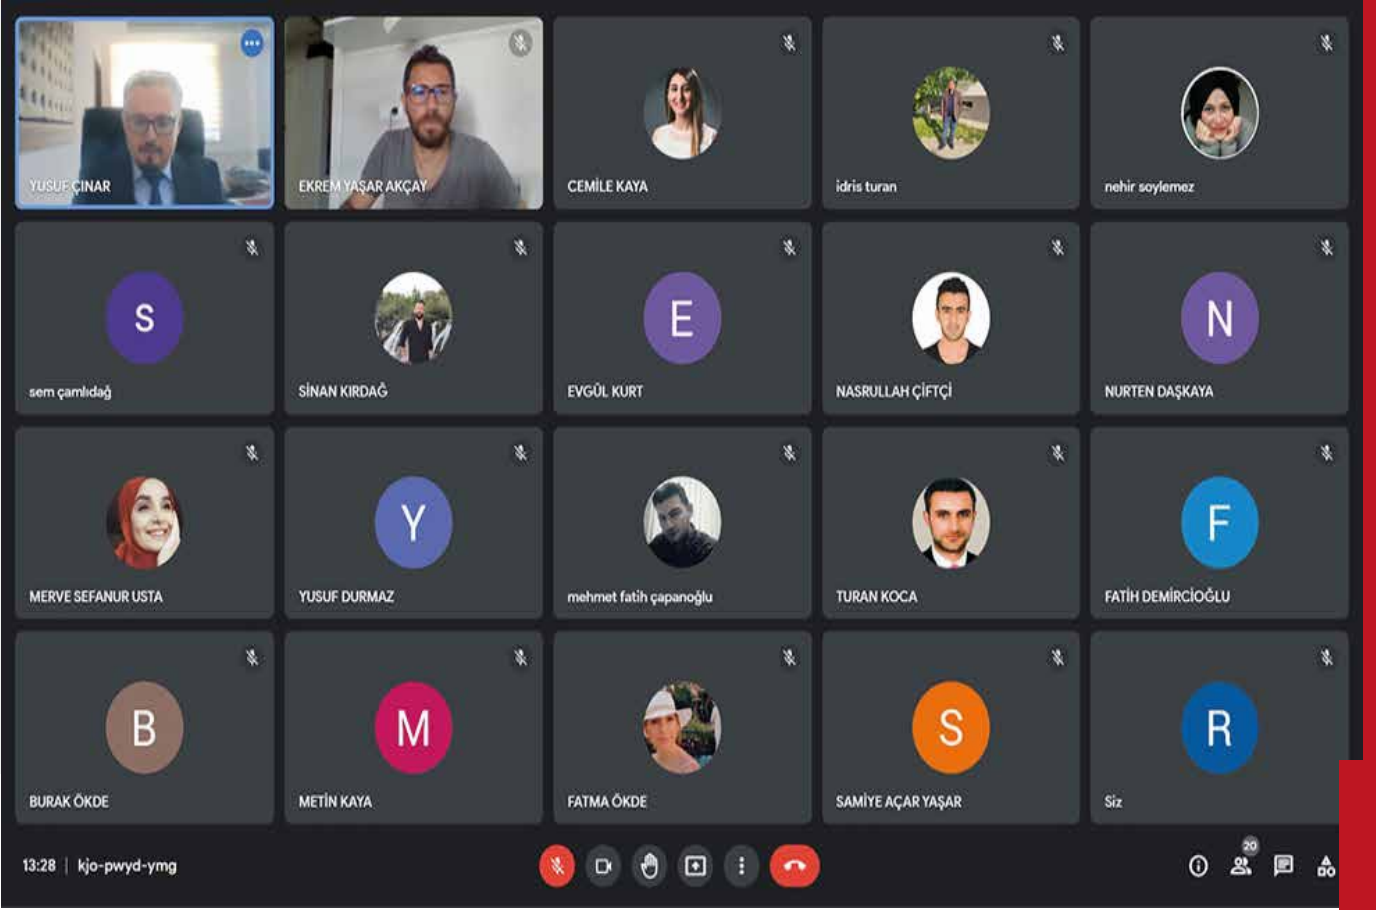 YUSUF ÇINAR
EKREM YAŞAR AKÇAY
CEMİLE KAYA
idris turan
nehir soylemez
S
E
N
sem çamlıdağ
SİNAN KIRDAĞ
EVGÜL KURT
NASRULLAH ÇİFTÇİ
NURTEN DAŞKAYA
Y
F
MERVE SEFANUR USTA
YUSUF DURMAZ
mehmet fatih çapanoğlu
TURAN KOCA
FATİH DEMİRCİOĞLU
B
M
S
R
BURAK ÖKDE
METİN KAYA
FATMA ÖKDE
SAMİYE AÇAR YAŞAR
Siz
13:28 | kjo-pwyd-ymg
20